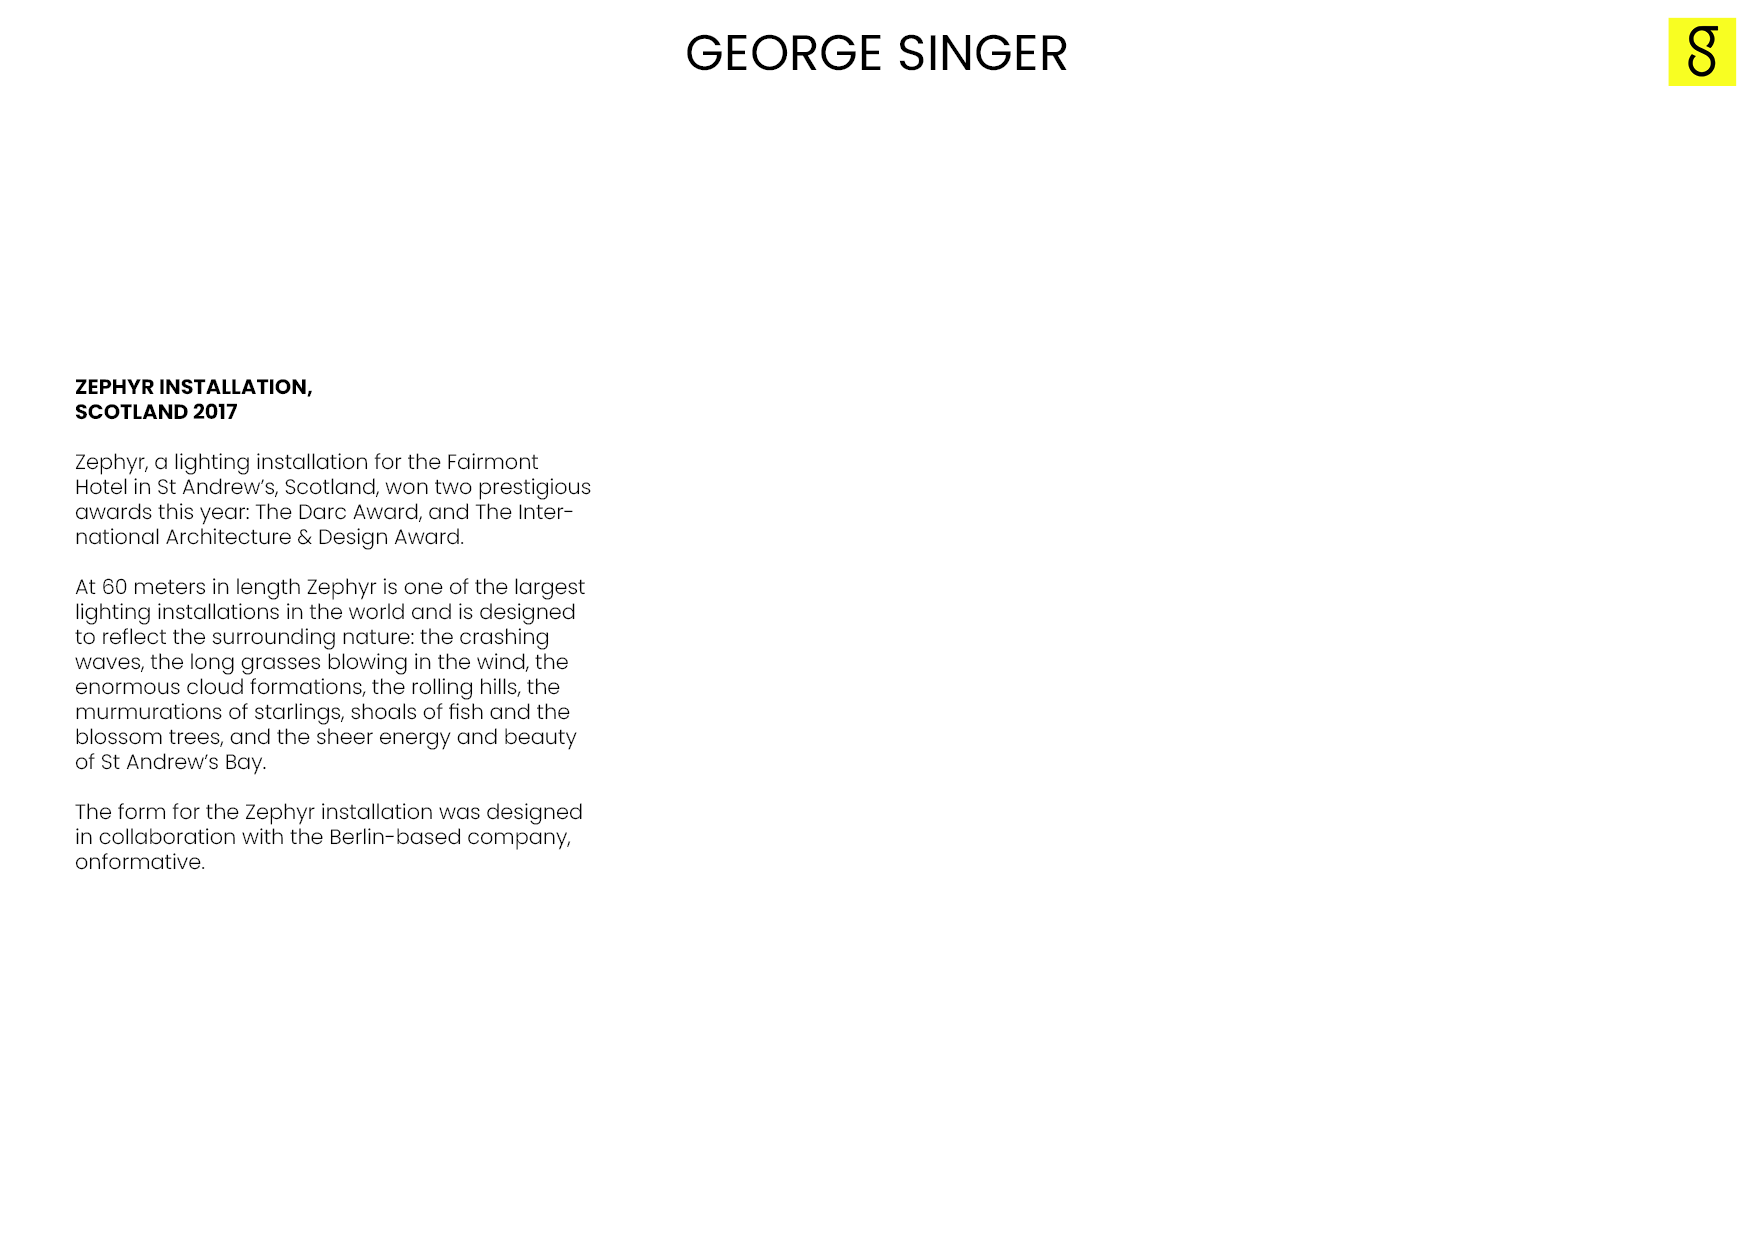 GEORGE SINGER
ZEPHYR INSTALLATION,
SCOTLAND 2017
Zephyr, a lighting installation for the Fairmont
Hotel in St Andrew’s, Scotland, won two prestigious
awards this year: The Darc Award, and The Inter-
national Architecture & Design Award.
At 60 meters in length Zephyr is one of the largest
lighting installations in the world and is designed
to reflect the surrounding nature: the crashing
waves, the long grasses blowing in the wind, the
enormous cloud formations, the rolling hills, the
murmurations of starlings, shoals of fish and the
blossom trees, and the sheer energy and beauty
of St Andrew’s Bay.
The form for the Zephyr installation was designed
in collaboration with the Berlin-based company,
onformative.